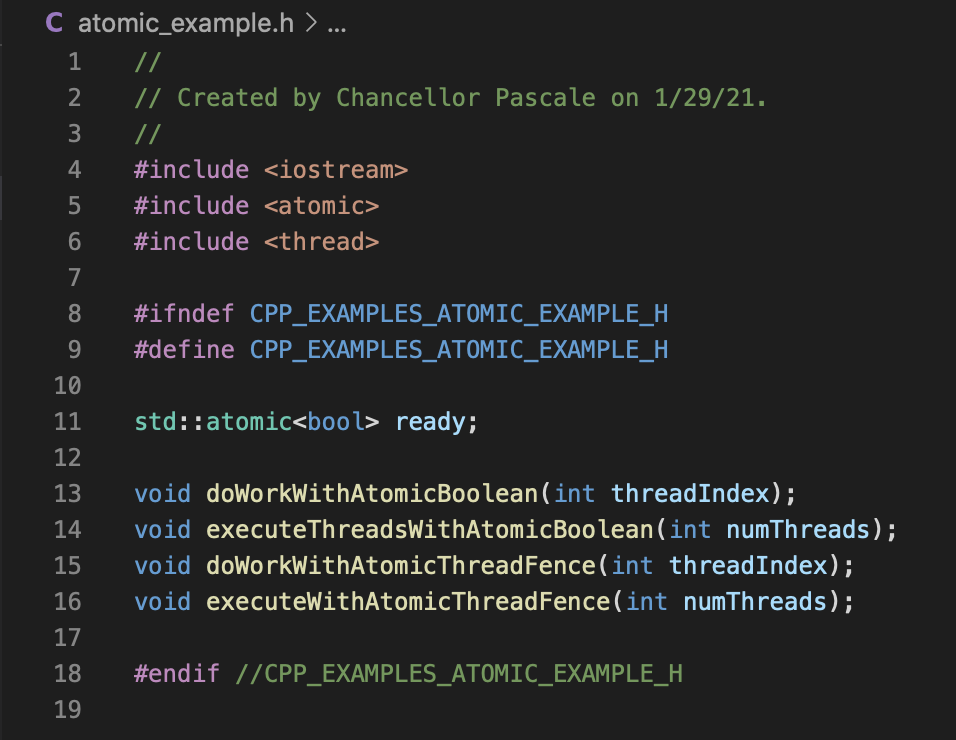 C atomic_example.h > ...
1 //
2 // Created by Chancellor Pascale on 1/29/21.
3 //
4 #include <iostream>
5 #include <atomic>
6 #include <thread>
7
8 #ifndef CPP_EXAMPLES_ATOMIC_EXAMPLE_H
9 #define CPP_EXAMPLES_ATOMIC_EXAMPLE_H
10
11 std::atomic<bool> ready;
12
13 void doWorkWithAtomicBoolean(int threadIndex);
14 void executeThreadsWithAtomicBoolean(int numThreads);
15 void doWorkWithAtomicThreadFence(int threadIndex);
16 void executeWithAtomicThreadFence(int numThreads);
17
18 #endif //CPP_EXAMPLES_ATOMIC_EXAMPLE_H
19